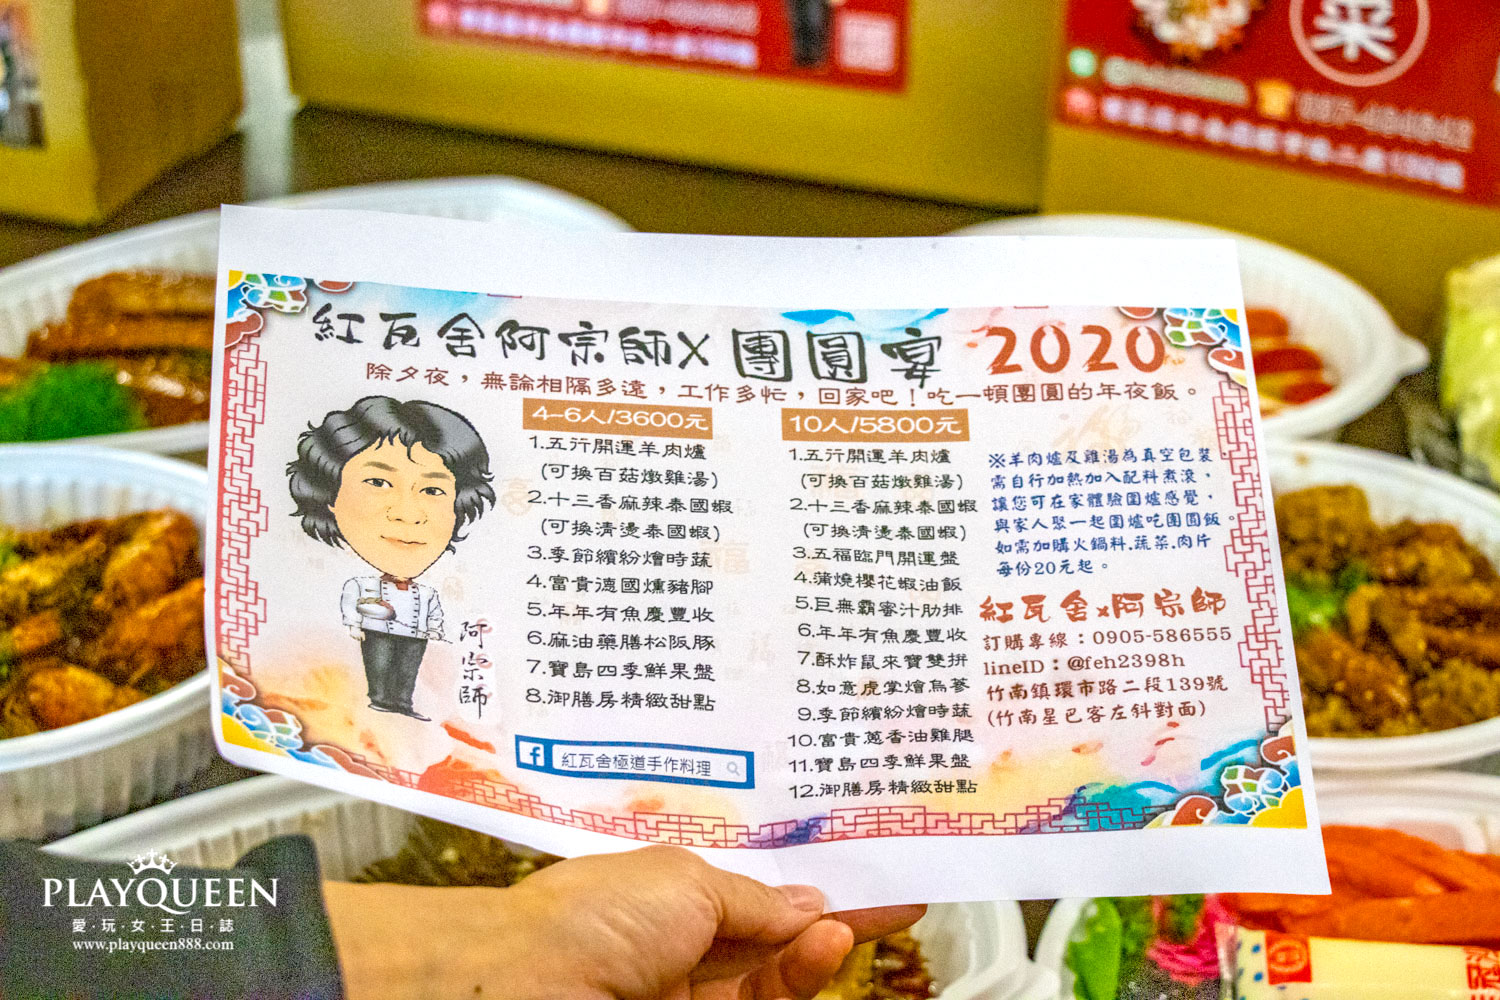 菜
037-484842
紅瓦舍阿宗師X團圓宴 2020
除夕夜,無論相隔多遠,工作多忙,回家吧!吃一頓團圓的年夜飯。
4-6人/3600元
1.五行開運羊肉爐
(可換百菇燉雞湯)
2.十三香麻辣泰國蝦
(可換清燙泰國蝦)
3.季節繽紛燴時蔬
4.富貴德國燻豬腳
5.年年有魚慶豐收
6.麻油藥膳松阪豚
7.寶島四季鮮果盤
8.御膳房精緻甜點
紅瓦舍極道手作料理
10人/5800元
1.五行開運羊肉爐
(可換百菇燉雞湯)
2.十三香麻辣泰國蝦
(可換清燙泰國蝦)
3.五福臨門開運盤
4.蒲燒櫻花蝦油飯
5.巨無霸蜜汁肋排
6.年年有魚慶豐收
7.酥炸鼠來寶雙拼
8.如意虎掌燴烏蔘
9.季節繽紛燴時蔬
10.富貴蔥香油雞腿
11.寶島四季鮮果盤
12.御膳房精緻甜點
※羊肉爐及雞湯為真空包裝,
需自行加熱加入配料煮滾,
讓您可在家體驗圍爐感覺,
與家人聚一起圍爐吃團圓飯。
如需加購火鍋料.蔬菜.肉片
每份20元起。
紅瓦舍x阿宗師
訂購專線:0905-586555
lineID:@feh2398h
竹南鎮環市路二段139號
(竹南星巴客左斜對面)
阿宗師
PLAYQUEEN
愛·玩·女·王·日·誌
www.playqueen888.com